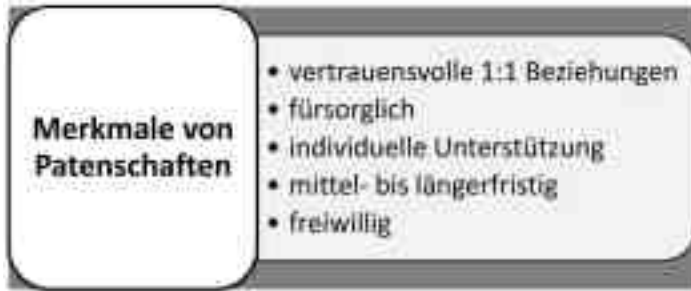 Merkmale von
Patenschaften
• vertrauensvolle 1:1 Beziehungen
• fürsorglich
• individuelle Unterstützung
• mittel- bis längerfristig
• freiwillig